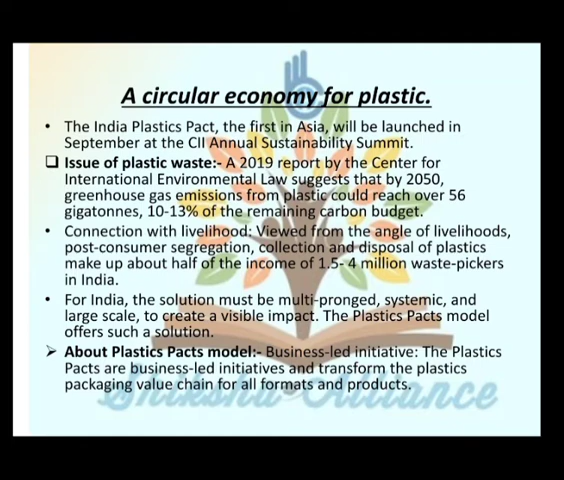 A circular economy for plastic.
• The India Plastics Pact, the first in Asia, will be launched in
September at the CII Annual Sustainability Summit.
❑ Issue of plastic waste:- A 2019 report by the Center for
International Environmental Law suggests that by 2050,
greenhouse gas emissions from plastic could reach over 56
gigatonnes, 10-13% of the remaining carbon budget.
• Connection with livelihood: Viewed from the angle of livelihoods,
post-consumer segregation, collection and disposal of plastics
make up about half of the income of 1.5- 4 million waste-pickers
in India.
• For India, the solution must be multi-pronged, systemic, and
large scale, to create a visible impact. The Plastics Pacts model
offers such a solution.
➢ About Plastics Pacts model:- Business-led initiative: The Plastics
Pacts are business-led initiatives and transform the plastics
packaging value chain for all formats and products.
Shiksha Alliance